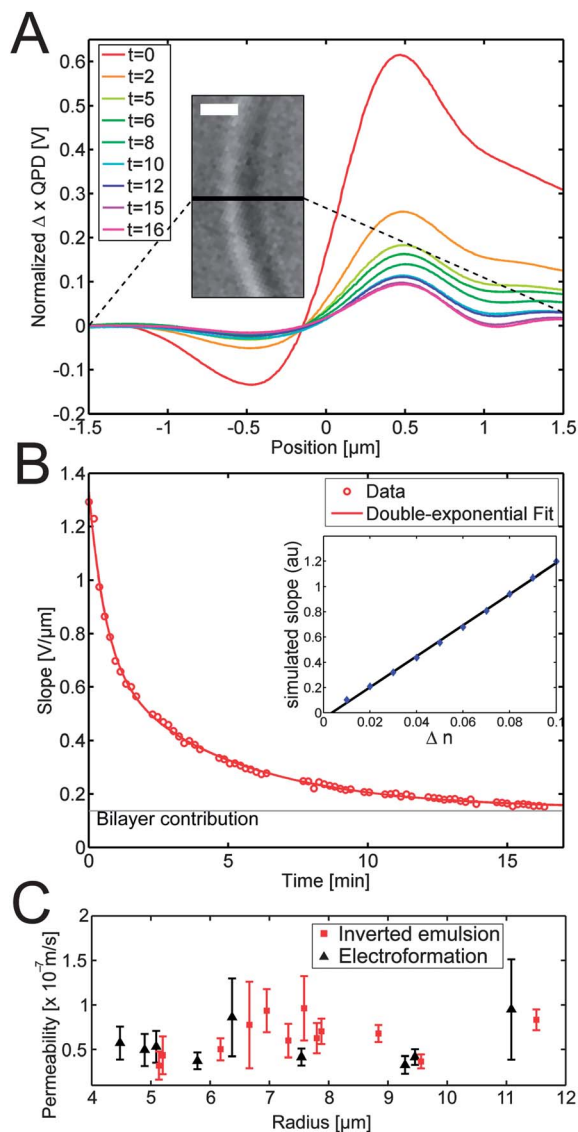 A
0.6
0.5
0.4
0.3
0.2
0.1
0
-0.1
-0.2
Normalized Δ x QPD [V]
t=0
t=2
t=5
t=6
t=8
t=10
t=12
t=15
t=16
-1.5
-1
-0.5
0
0.5
1
1.5
Position [µm]
B
1.4
1.2
1
0.8
0.6
0.4
0.2
0
Slope [V/µm]
Data
Double-exponential Fit
1.2
1
0.8
0.6
0.4
0.2
0
simulated slope (au)
0.02
0.04
0.06
0.08
0.1
Δ n
Bilayer contribution
0
5
10
15
Time [min]
C
2
1.5
1
0.5
Permeability [x 10⁻⁷m/s]
Inverted emulsion
Electroformation
4
5
6
7
8
9
10
11
12
Radius [µm]